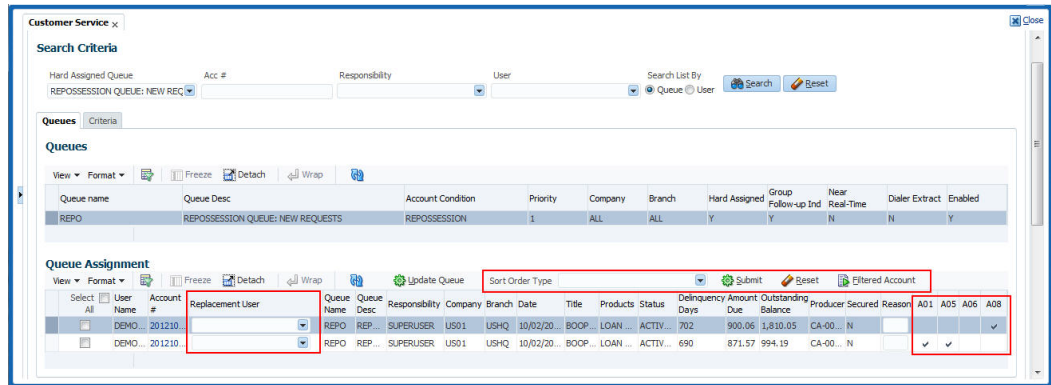 Customer Service ×
Close
Search Criteria
Hard Assigned Queue Acc # Responsibility User Search List By
REPOSSESSION QUEUE: NEW REQ Queue User Search Reset
Queues Criteria
Queues
View Format Freeze Detach Wrap
Queue name Queue Desc Account Condition Priority Company Branch Hard Assigned Group Follow-up Ind Near Real-Time Dialer Extract Enabled
REPO REPOSSESSION QUEUE: NEW REQUESTS REPOSSESSION 1 ALL ALL Y Y N N Y
Queue Assignment
View Format Freeze Detach Wrap Update Queue Sort Order Type Submit Reset Filtered Account
Select All User Name Account # Replacement User Queue Name Queue Desc Responsibility Company Branch Date Title Products Status Delinquency Days Amount Due Outstanding Balance Producer Secured Reason A01 A05 A06 A08
DEMO... 201210... REPO REP... SUPERUSER US01 USHQ 10/02/20... BOOP... LOAN ... ACTIV... 702 900.06 1,810.05 CA-00... N
DEMO... 201210... REPO REP... SUPERUSER US01 USHQ 10/02/20... BOOP... LOAN ... ACTIV... 690 871.57 994.19 CA-00... N